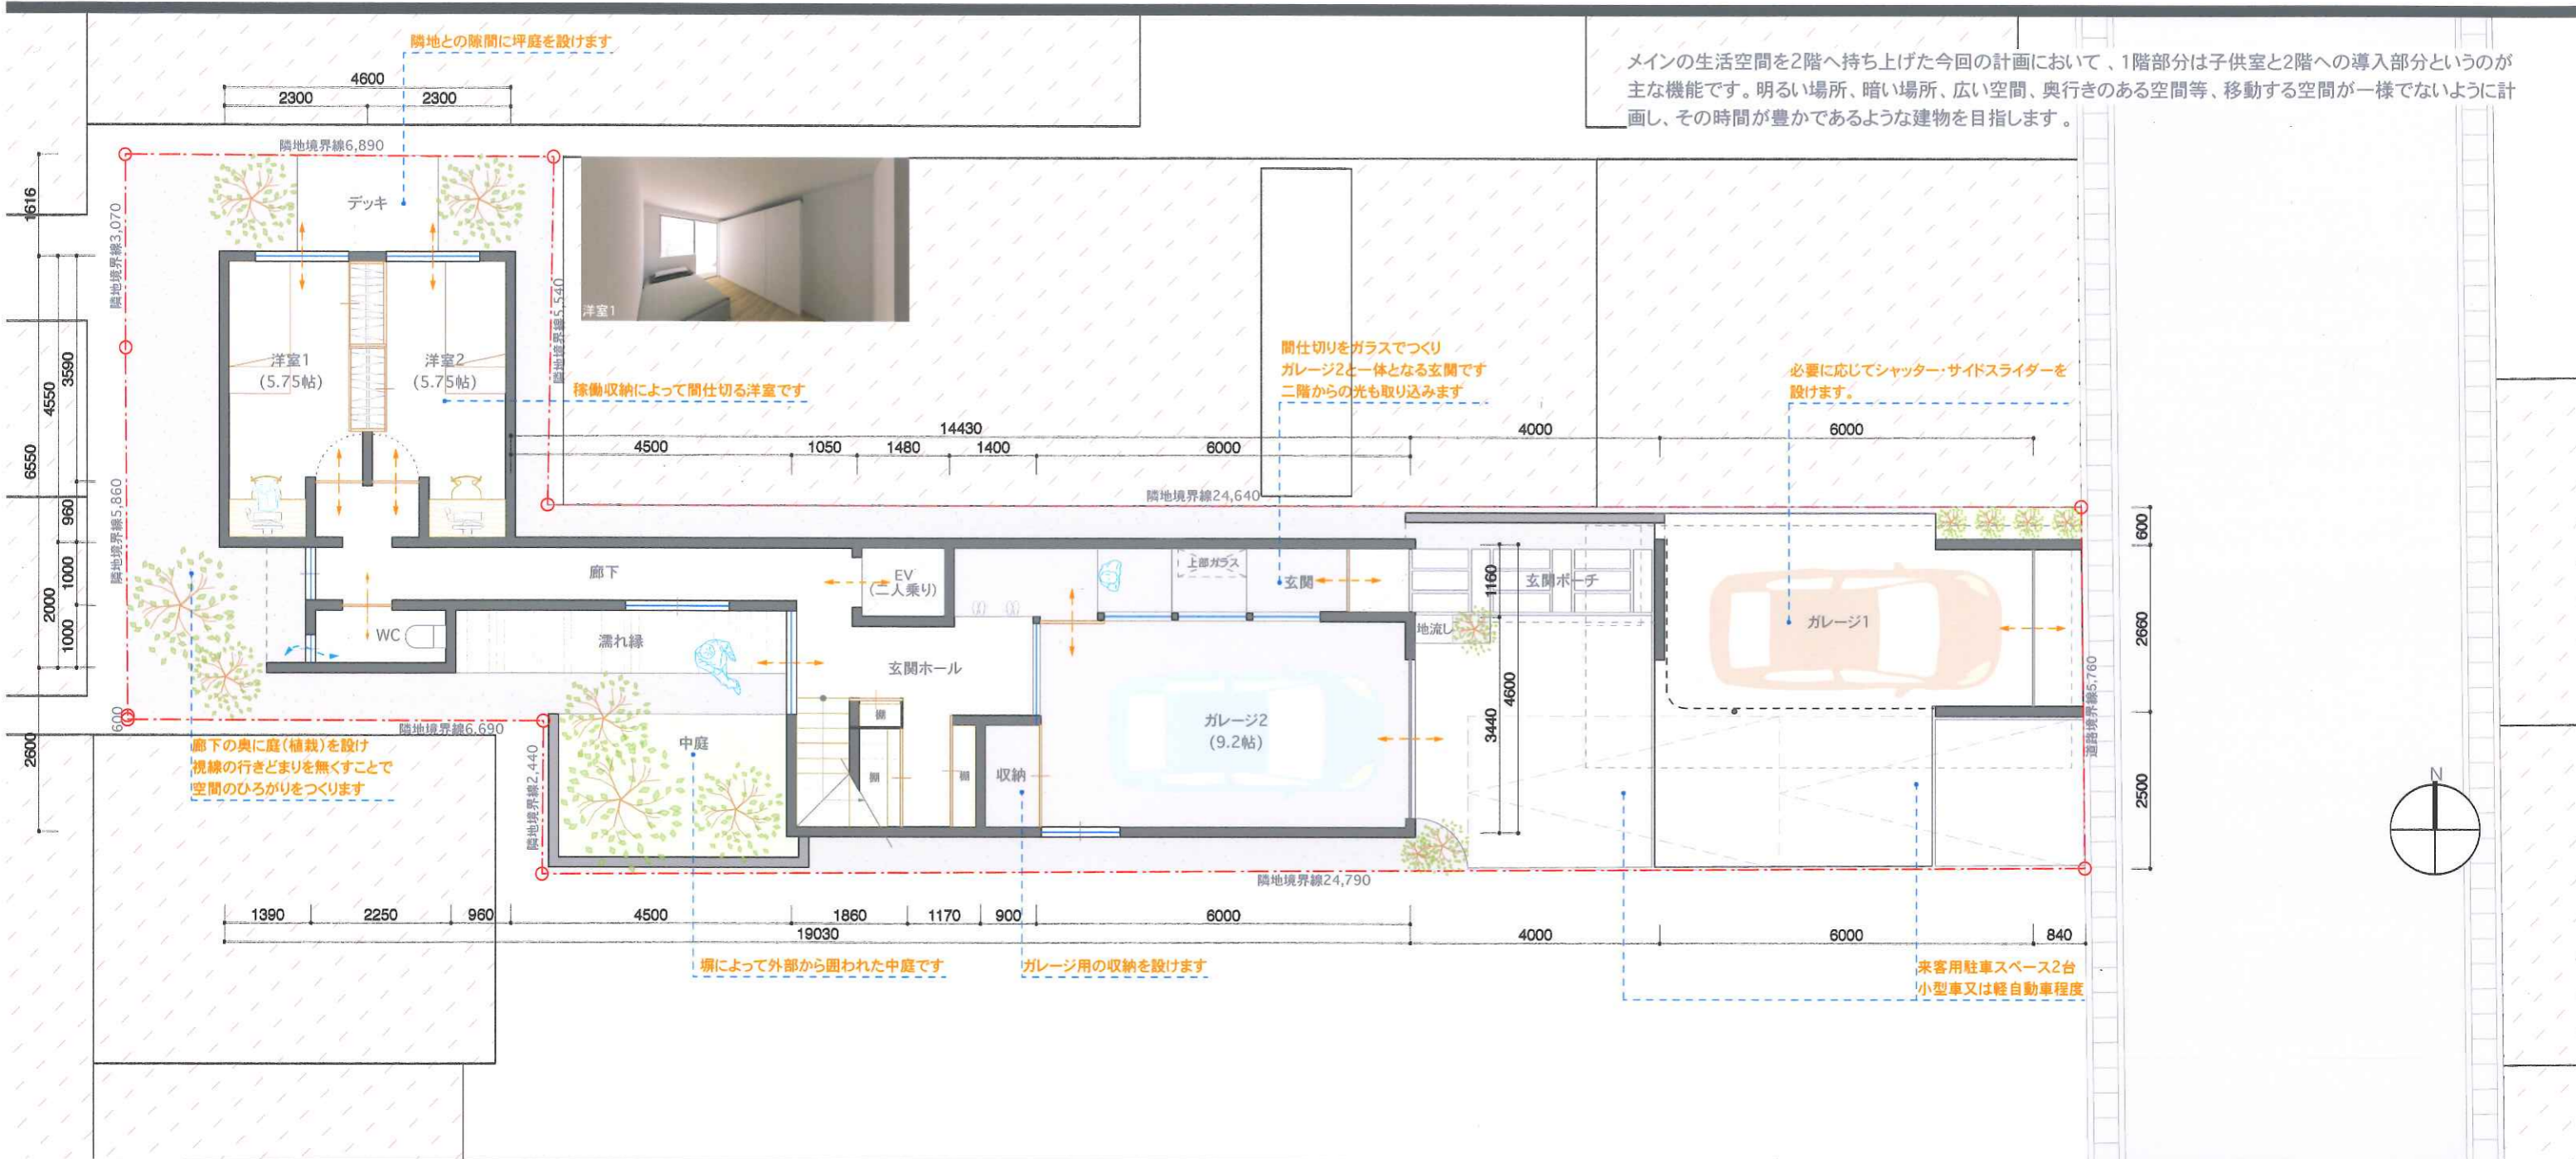 隣地との隙間に坪庭を設けます
メインの生活空間を2階へ持ち上げた今回の計画において、1階部分は子供室と2階への導入部分というのが
主な機能です。明るい場所、暗い場所、広い空間、奥行きのある空間等、移動する空間が一様でないように計
画し、その時間が豊かであるような建物を目指します。
4600
2300
2300
隣地境界線6,890
デッキ
1616
隣地境界線3,070
隣地境界線5,540
洋室1
洋室1
(5.75帖)
洋室2
(5.75帖)
稼働収納によって間仕切る洋室です
間仕切りをガラスでつくり
ガレージ2と一体となる玄関です
二階からの光も取り込みます
必要に応じてシャッター・サイドスライダーを
設けます。
3590
4550
6550
960
1000
2000
1000
2600
600
隣地境界線5,860
14430
4000
6000
4500
1050
1480
1400
6000
隣地境界線24,640
600
廊下
EV
(二人乗り)
上部ガラス
玄関
1160
玄関ポーチ
地流し
ガレージ1
2660
WC
濡れ縁
玄関ホール
4600
3440
道路境界線5,760
棚
棚
棚
収納
ガレージ2
(9.2帖)
中庭
隣地境界線6,690
隣地境界線2,440
廊下の奥に庭(植栽)を設け
視線の行きどまりを無くすことで
空間のひろがりをつくります
2500
N
隣地境界線24,790
1390
2250
960
4500
1860
1170
900
6000
19030
4000
6000
840
塀によって外部から囲われた中庭です
ガレージ用の収納を設けます
来客用駐車スペース2台
小型車又は軽自動車程度